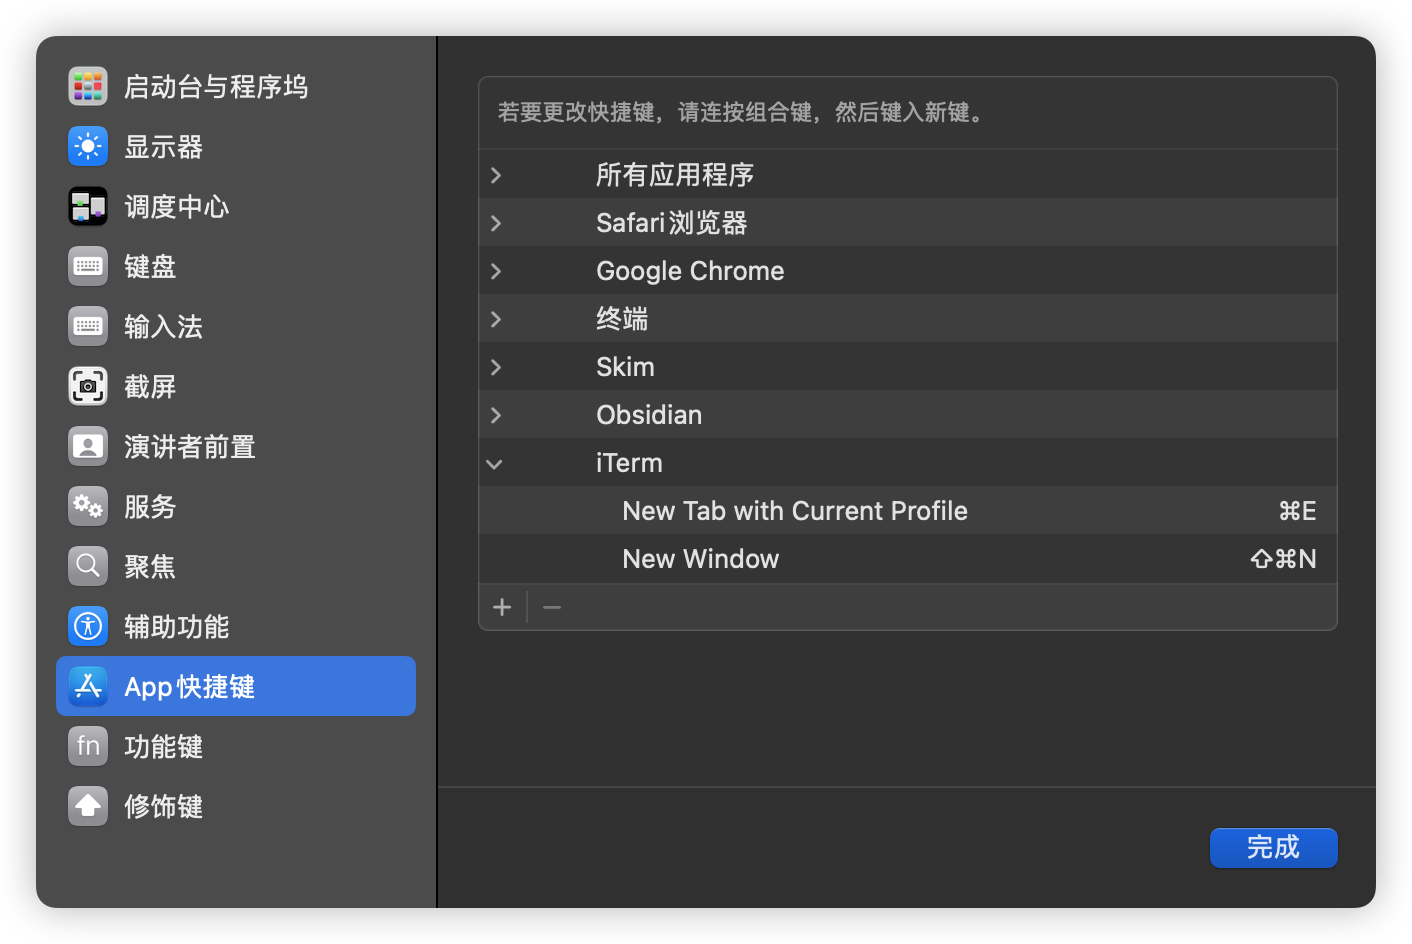 启动台与程序坞
显示器
调度中心
键盘
输入法
截屏
演讲者前置
服务
聚焦
辅助功能
App快捷键
fn 功能键
修饰键
若要更改快捷键，请连按组合键，然后键入新键。
所有应用程序
Safari浏览器
Google Chrome
终端
Skim
Obsidian
iTerm
New Tab with Current Profile ⌘E
New Window ⇧⌘N
完成